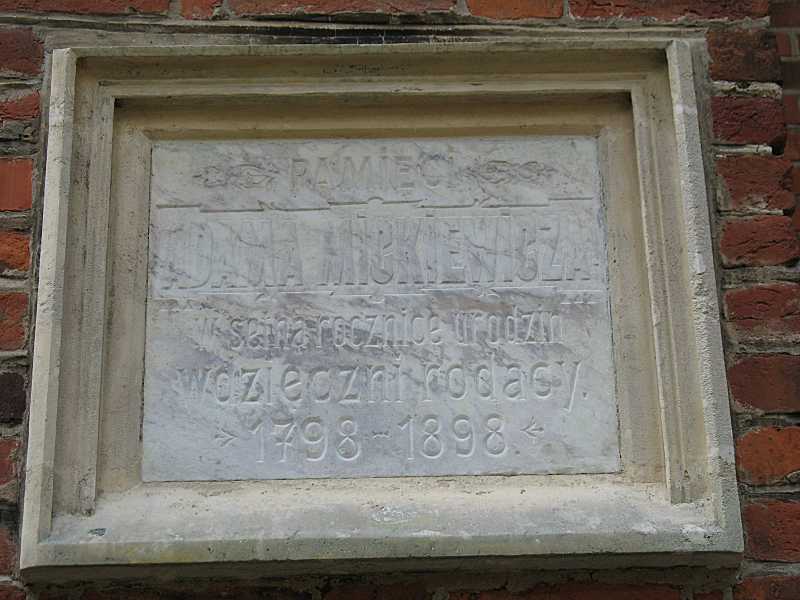 PAMIĘCI
ADAMA MICKIEWICZA
w setną rocznicę urodzin
wdzięczni rodacy.
1798-1898